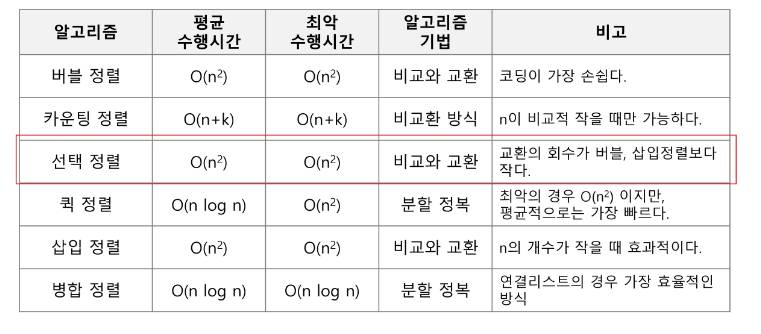 알고리즘 평균 수행시간 최악 수행시간 알고리즘 기법 비고
버블 정렬 O(n²) O(n²) 비교와 교환 코딩이 가장 손쉽다.
카운팅 정렬 O(n+k) O(n+k) 비교환 방식 n이 비교적 작을 때만 가능하다.
선택 정렬 O(n²) O(n²) 비교와 교환 교환의 회수가 버블, 삽입정렬보다
작다.
퀵 정렬 O(n log n) O(n²) 분할 정복 최악의 경우 O(n²) 이지만,
평균적으로는 가장 빠르다.
삽입 정렬 O(n²) O(n²) 비교와 교환 n의 개수가 작을 때 효과적이다.
병합 정렬 O(n log n) O(n log n) 분할 정복 연결리스트의 경우 가장 효율적인
방식